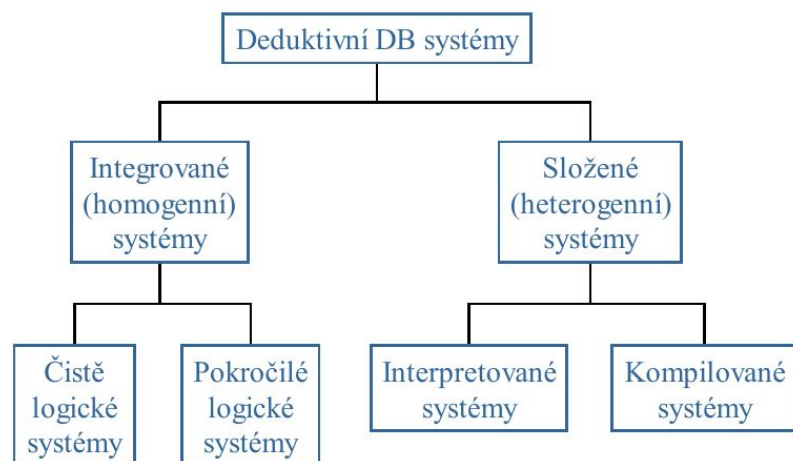 Deduktivní DB systémy
Integrované
(homogenní)
systémy
Složené
(heterogenní)
systémy
Čistě
logické
systémy
Pokročilé
logické
systémy
Interpretované
systémy
Kompilované
systémy